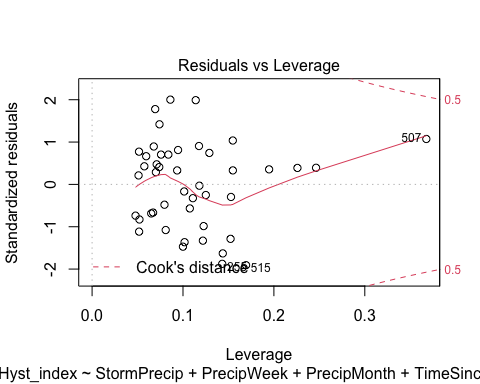 Residuals vs Leverage
Standardized residuals
2
1
0
-1
-2
0.5
0.5
507
Cook's distance
515
0.0
0.1
0.2
0.3
Leverage
Hyst_index ~ StormPrecip + PrecipWeek + PrecipMonth + TimeSinc